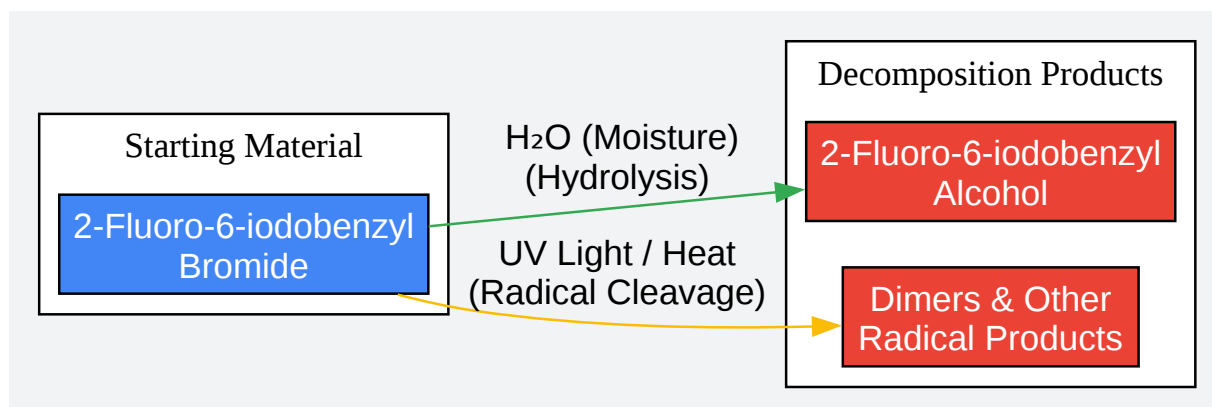 Starting Material
2-Fluoro-6-iodobenzyl
Bromide
H₂O (Moisture)
(Hydrolysis)
UV Light / Heat
(Radical Cleavage)
Decomposition Products
2-Fluoro-6-iodobenzyl
Alcohol
Dimers & Other
Radical Products